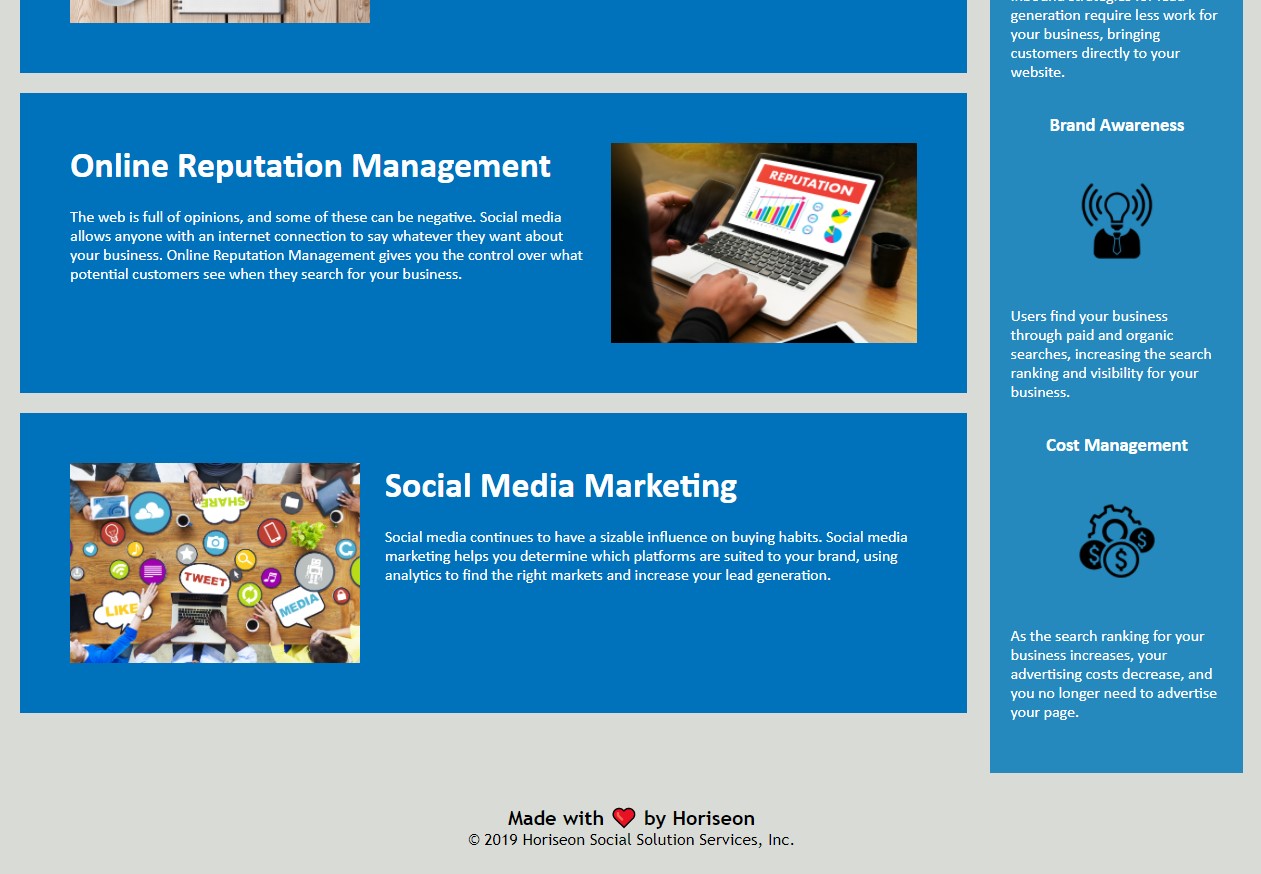 Online Reputation Management
The web is full of opinions, and some of these can be negative. Social media
allows anyone with an internet connection to say whatever they want about
your business. Online Reputation Management gives you the control over what
potential customers see when they search for your business.
REPUTATION
SHARE
TWEET
LIKE
MEDIA
Social Media Marketing
Social media continues to have a sizable influence on buying habits. Social media
marketing helps you determine which platforms are suited to your brand, using
analytics to find the right markets and increase your lead generation.
generation require less work for
your business, bringing
customers directly to your
website.
Brand Awareness
Users find your business
through paid and organic
searches, increasing the search
ranking and visibility for your
business.
Cost Management
$ $ $
As the search ranking for your
business increases, your
advertising costs decrease, and
you no longer need to advertise
your page.
Made with ❤️ by Horiseon
© 2019 Horiseon Social Solution Services, Inc.